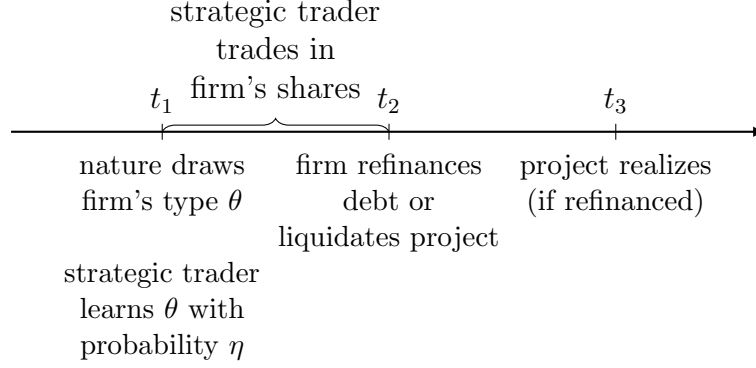 strategic trader
trades in
firm's shares
t₁
t₂
t₃
nature draws
firm's type θ
strategic trader
learns θ with
probability η
firm refinances
debt or
liquidates project
project realizes
(if refinanced)